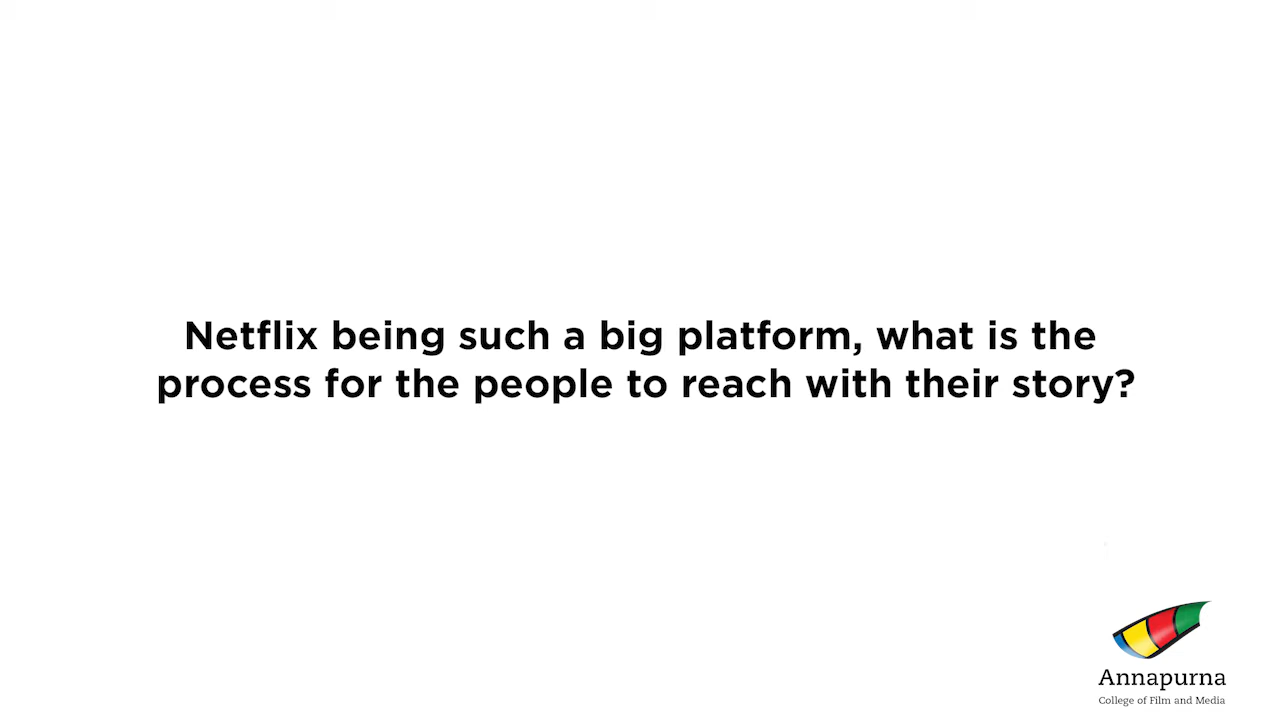 Netflix being such a big platform, what is the
process for the people to reach with their story?
Annapurna
College of Film and Media